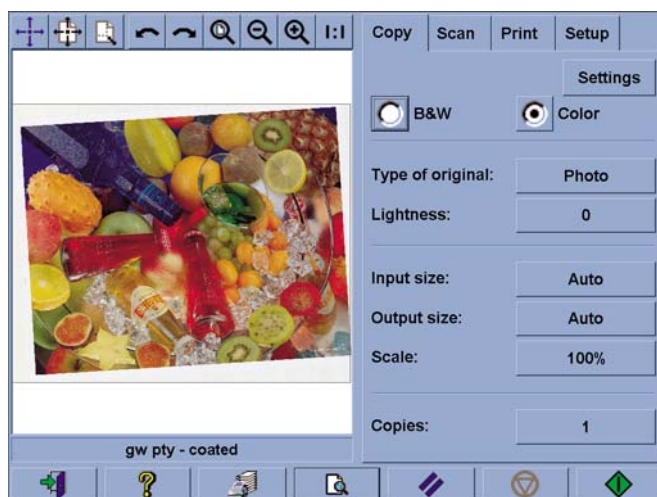 1:1
Copy Scan Print Setup
Settings
B&W Color
Type of original: Photo
Lightness: 0
Input size: Auto
Output size: Auto
Scale: 100%
Copies: 1
gw pty - coated
?